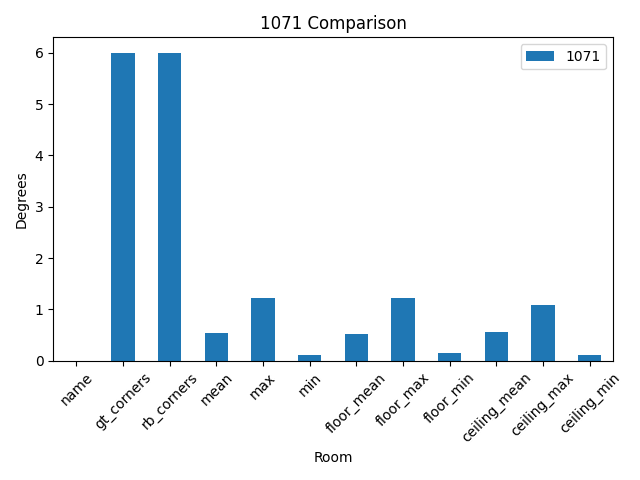 1071 Comparison
1071
6
5
4
3
2
1
0
Degrees
name
gt_corners
rb_corners
mean
max
min
floor_mean
floor_max
floor_min
ceiling_mean
ceiling_max
ceiling_min
Room